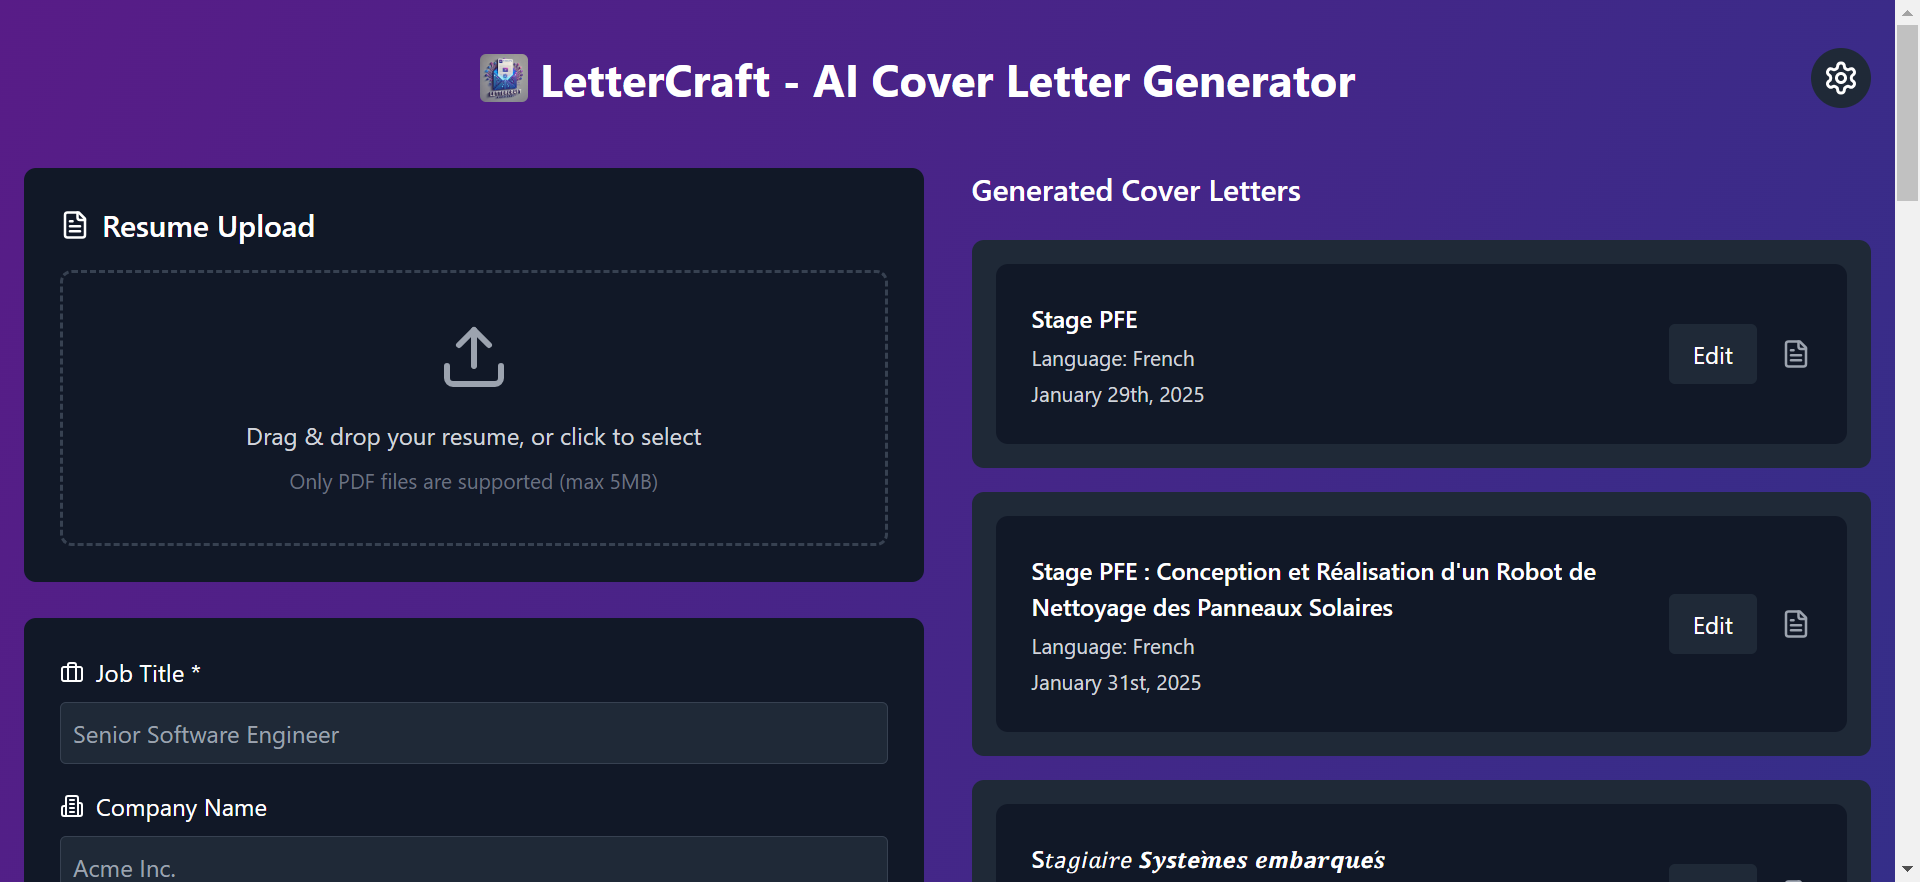 LetterCraft - AI Cover Letter Generator
Resume Upload
Drag & drop your resume, or click to select
Only PDF files are supported (max 5MB)
Job Title *
Senior Software Engineer
Company Name
Acme Inc.
Generated Cover Letters
Stage PFE
Language: French
January 29th, 2025
Edit
Stage PFE : Conception et Réalisation d'un Robot de
Nettoyage des Panneaux Solaires
Language: French
January 31st, 2025
Edit
Stagiaire Systèmes embarqués